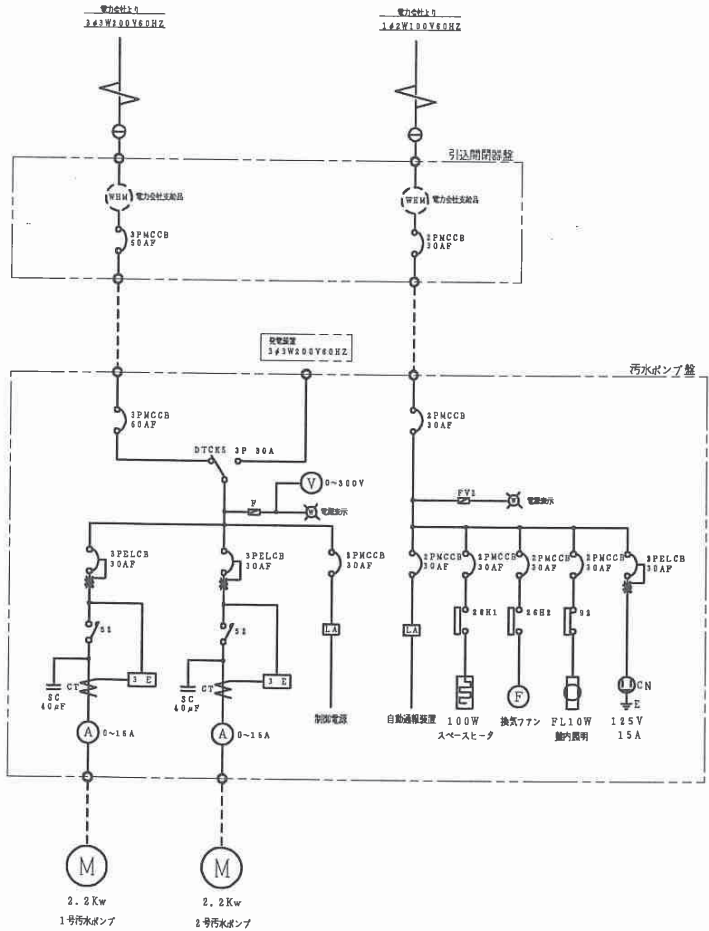 電力会社より
3φ3W200V60HZ
電力会社より
1φ2W100V60HZ
引込開閉器盤
WHM 電力会社支給品
WHM 電力会社支給品
3PMCCB
50AF
2PMCCB
30AF
発電装置
3φ3W200V60HZ
汚水ポンプ盤
3PMCCB
50AF
2PMCCB
30AF
DTCKS 3P 30A
V 0~300V
F
W 電源表示
FV1
W 電源表示
3PELCB
30AF
3PELCB
30AF
3PMCCB
30AF
2PMCCB
30AF
2PMCCB
30AF
2PMCCB
30AF
2PMCCB
30AF
2PELCB
30AF
52
52
LA
LA
26H1
26H2
3 E
3 E
CT
CT
SC
40μF
SC
40μF
A 0~15A
A 0~15A
F
CN
E
制御電源
自動通報装置
100W
スペースヒータ
換気ファン
FL10W
盤内照明
125V
15A
M
M
2.2Kw
1号汚水ポンプ
2.2Kw
2号汚水ポンプ